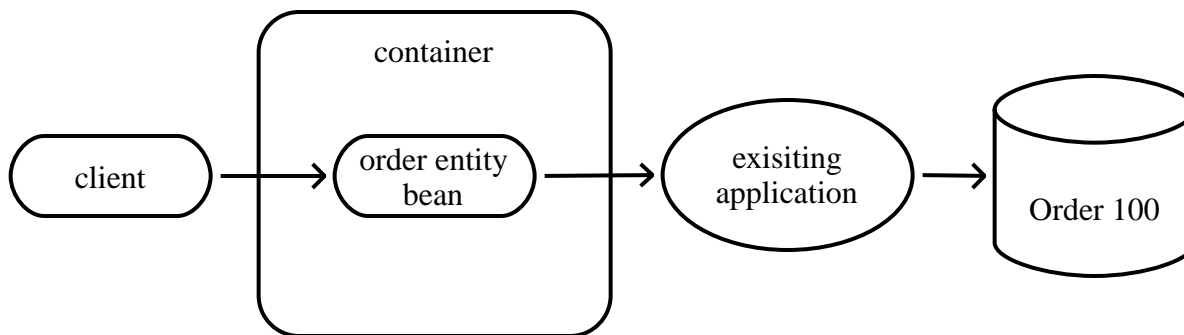 container
client
order entity
bean
exisiting
application
Order 100